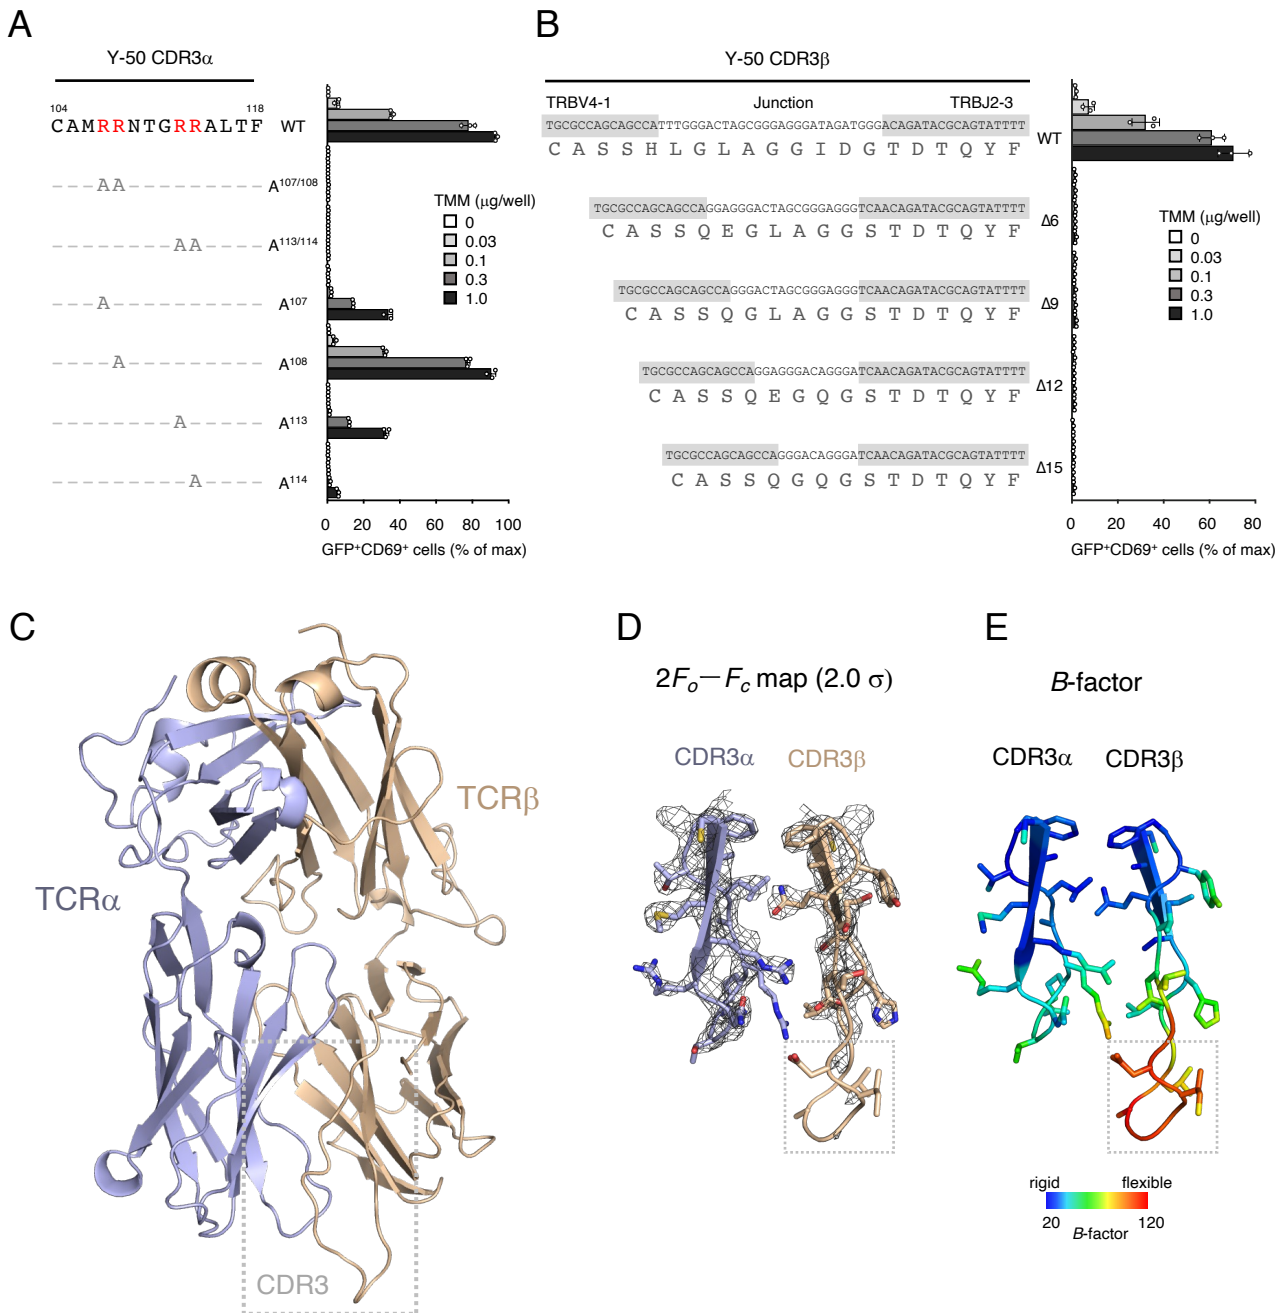 A
Y-50 CDR3α
104 118
CAMRRNTGRRALTF
WT
– – – AA – – – – – – – – – A107/108
– – – – – – – – AA – – – – A113/114
– – – A – – – – – – – – – – A107
– – – – A – – – – – – – – – A108
– – – – – – – – A – – – – – A113
– – – – – – – – – A – – – – A114
TMM (μg/well)
0
0.03
0.1
0.3
1.0
0 20 40 60 80 100
GFP+CD69+ cells (% of max)
B
Y-50 CDR3β
TRBV4-1 Junction TRBJ2-3
TGCGCCAGCAGCCATTTGGGACTAGCGGGAGGGATAGATGGGACAGATACGCAGTATTTT
C A S S H L G L A G G I D G T D T Q Y F
WT
TGCGCCAGCAGCCAGGAGGGACTAGCGGGAGGGTCAACAGATACGCAGTATTTT
C A S S Q E G L A G G S T D T Q Y F
Δ6
TGCGCCAGCAGCCAGGGACTAGCGGGAGGGTCAACAGATACGCAGTATTTT
C A S S Q G L A G G S T D T Q Y F
Δ9
TGCGCCAGCAGCCAGGAGGGACAGGGATCAACAGATACGCAGTATTTT
C A S S Q E G Q G S T D T Q Y F
Δ12
TGCGCCAGCAGCCAGGGACAGGGATCAACAGATACGCAGTATTTT
C A S S Q G Q G S T D T Q Y F
Δ15
TMM (μg/well)
0
0.03
0.1
0.3
1.0
0 20 40 60 80
GFP+CD69+ cells (% of max)
C
TCRβ
TCRα
CDR3
D
2Fo—Fc map (2.0 σ)
CDR3α CDR3β
E
B-factor
CDR3α CDR3β
rigid flexible
20 120
B-factor